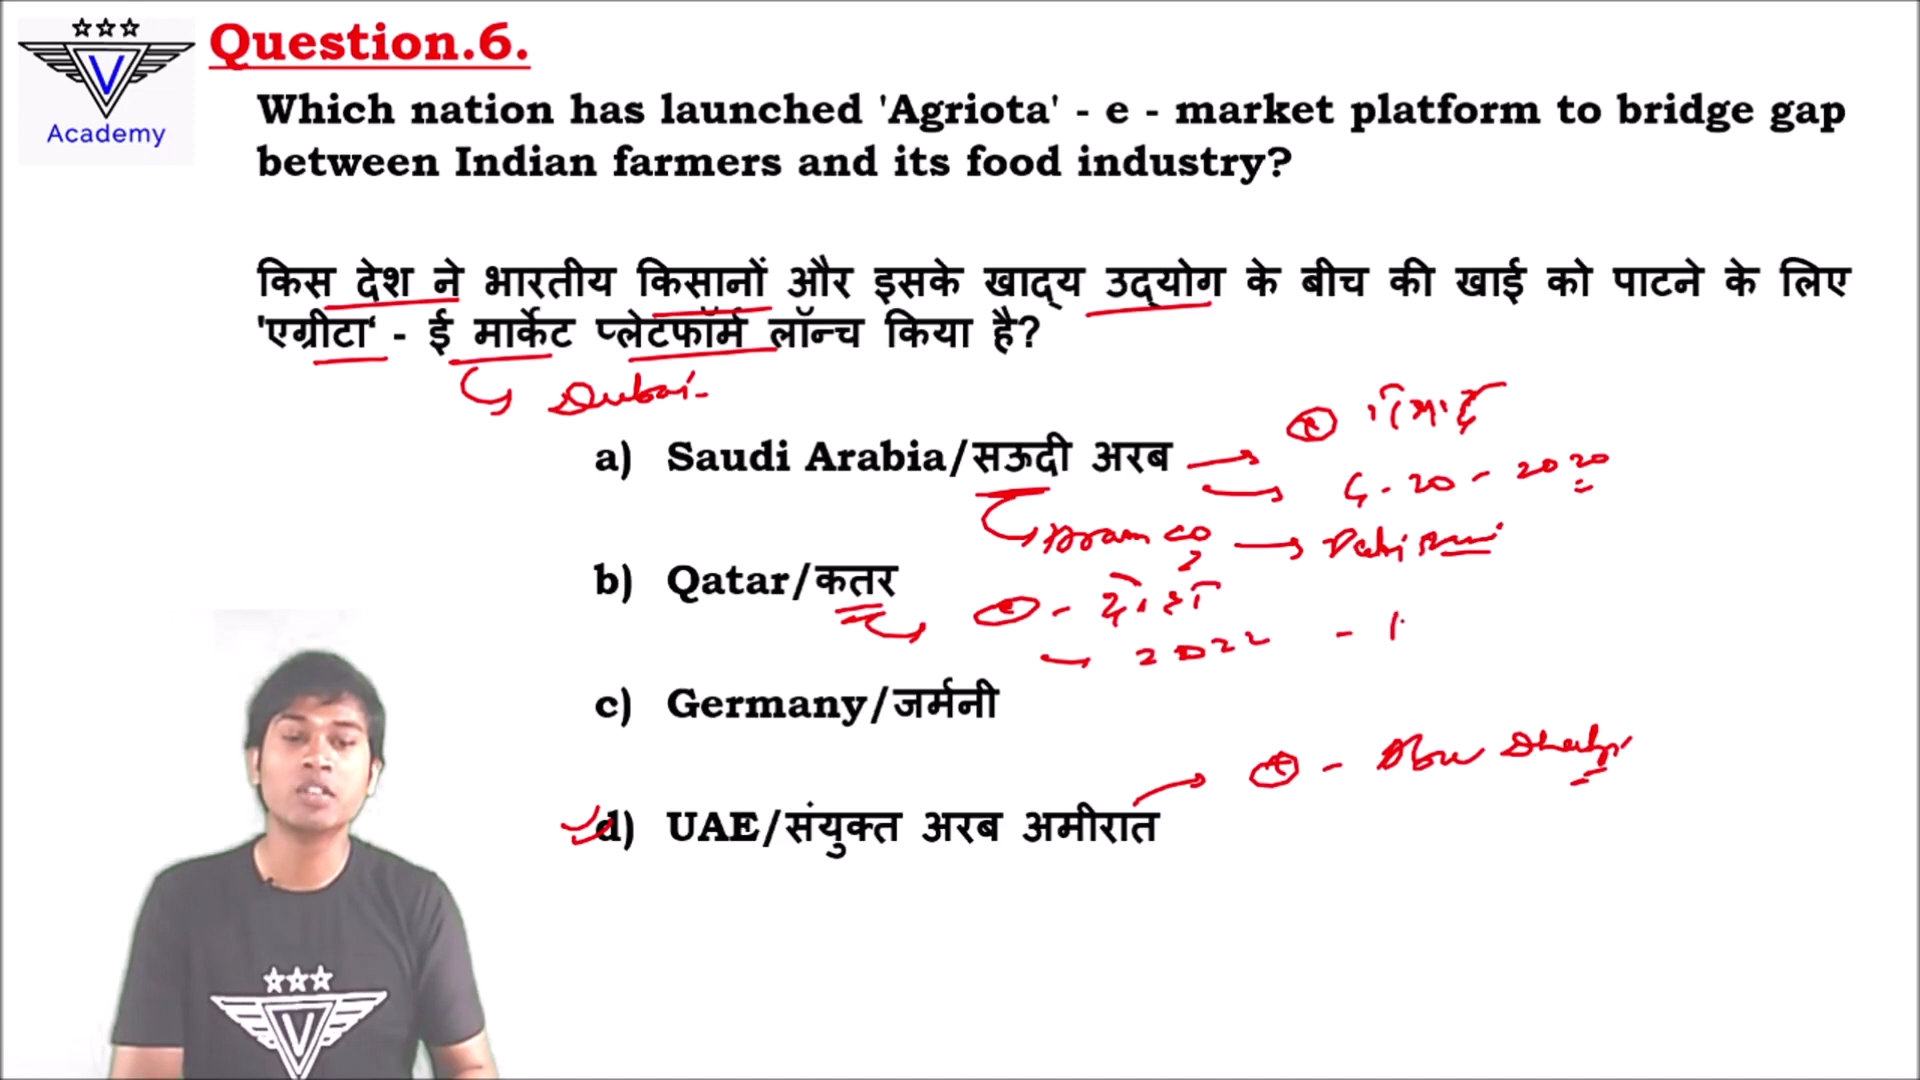 ☆☆☆
V
Academy
Question.6.
Which nation has launched 'Agriota' - e - market platform to bridge gap
between Indian farmers and its food industry?
किस देश ने भारतीय किसानों और इसके खाद्य उद्योग के बीच की खाई को पाटने के लिए
'एग्रीटा' - ई मार्केट प्लेटफॉर्म लॉन्च किया है?
Dubai
a) Saudi Arabia/सऊदी अरब
G-20-2020
Aramco
b) Qatar/कतर
2022 -
c) Germany/जर्मनी
Abu Dhabi
d) UAE/संयुक्त अरब अमीरात
☆☆☆
V